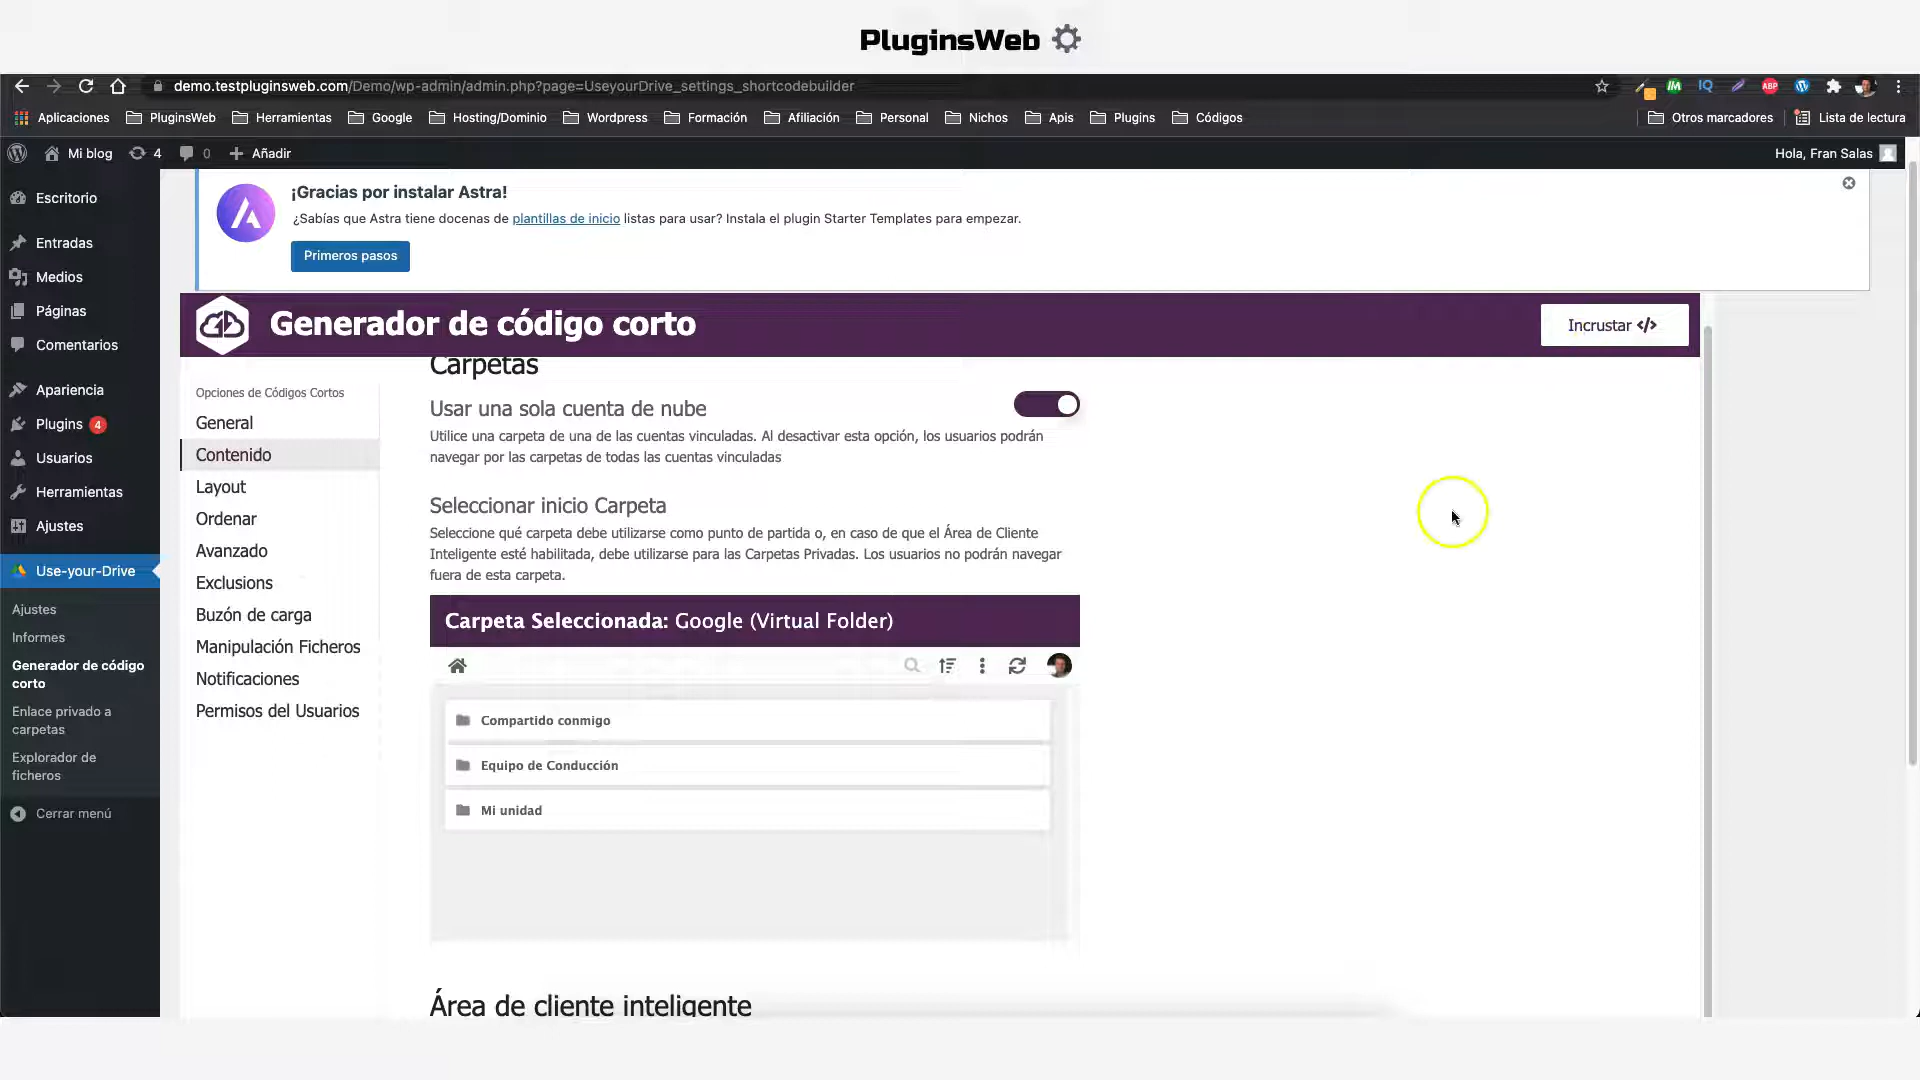 PluginsWeb
demo.testpluginsweb.com/Demo/wp-admin/admin.php?page=UseyourDrive_settings_shortcodebuilder
Aplicaciones PluginsWeb Herramientas Google Hosting/Dominio Wordpress Formación Afiliación Personal Nichos Apis Plugins Códigos Otros marcadores Lista de lectura
Mi blog 4 0 Añadir Hola, Fran Salas
Escritorio
Entradas
Medios
Páginas
Comentarios
Apariencia
Plugins 4
Usuarios
Herramientas
Ajustes
Use-your-Drive
Ajustes
Informes
Generador de código
corto
Enlace privado a
carpetas
Explorador de
ficheros
Cerrar menú
¡Gracias por instalar Astra!
¿Sabías que Astra tiene docenas de plantillas de inicio listas para usar? Instala el plugin Starter Templates para empezar.
Primeros pasos
Generador de código corto
Incrustar </>
Opciones de Códigos Cortos
General
Contenido
Layout
Ordenar
Avanzado
Exclusions
Buzón de carga
Manipulación Ficheros
Notificaciones
Permisos del Usuarios
Carpetas
Usar una sola cuenta de nube
Utilice una carpeta de una de las cuentas vinculadas. Al desactivar esta opción, los usuarios podrán
navegar por las carpetas de todas las cuentas vinculadas
Seleccionar inicio Carpeta
Seleccione qué carpeta debe utilizarse como punto de partida o, en caso de que el Área de Cliente
Inteligente esté habilitada, debe utilizarse para las Carpetas Privadas. Los usuarios no podrán navegar
fuera de esta carpeta.
Carpeta Seleccionada: Google (Virtual Folder)
Compartido conmigo
Equipo de Conducción
Mi unidad
Área de cliente inteligente